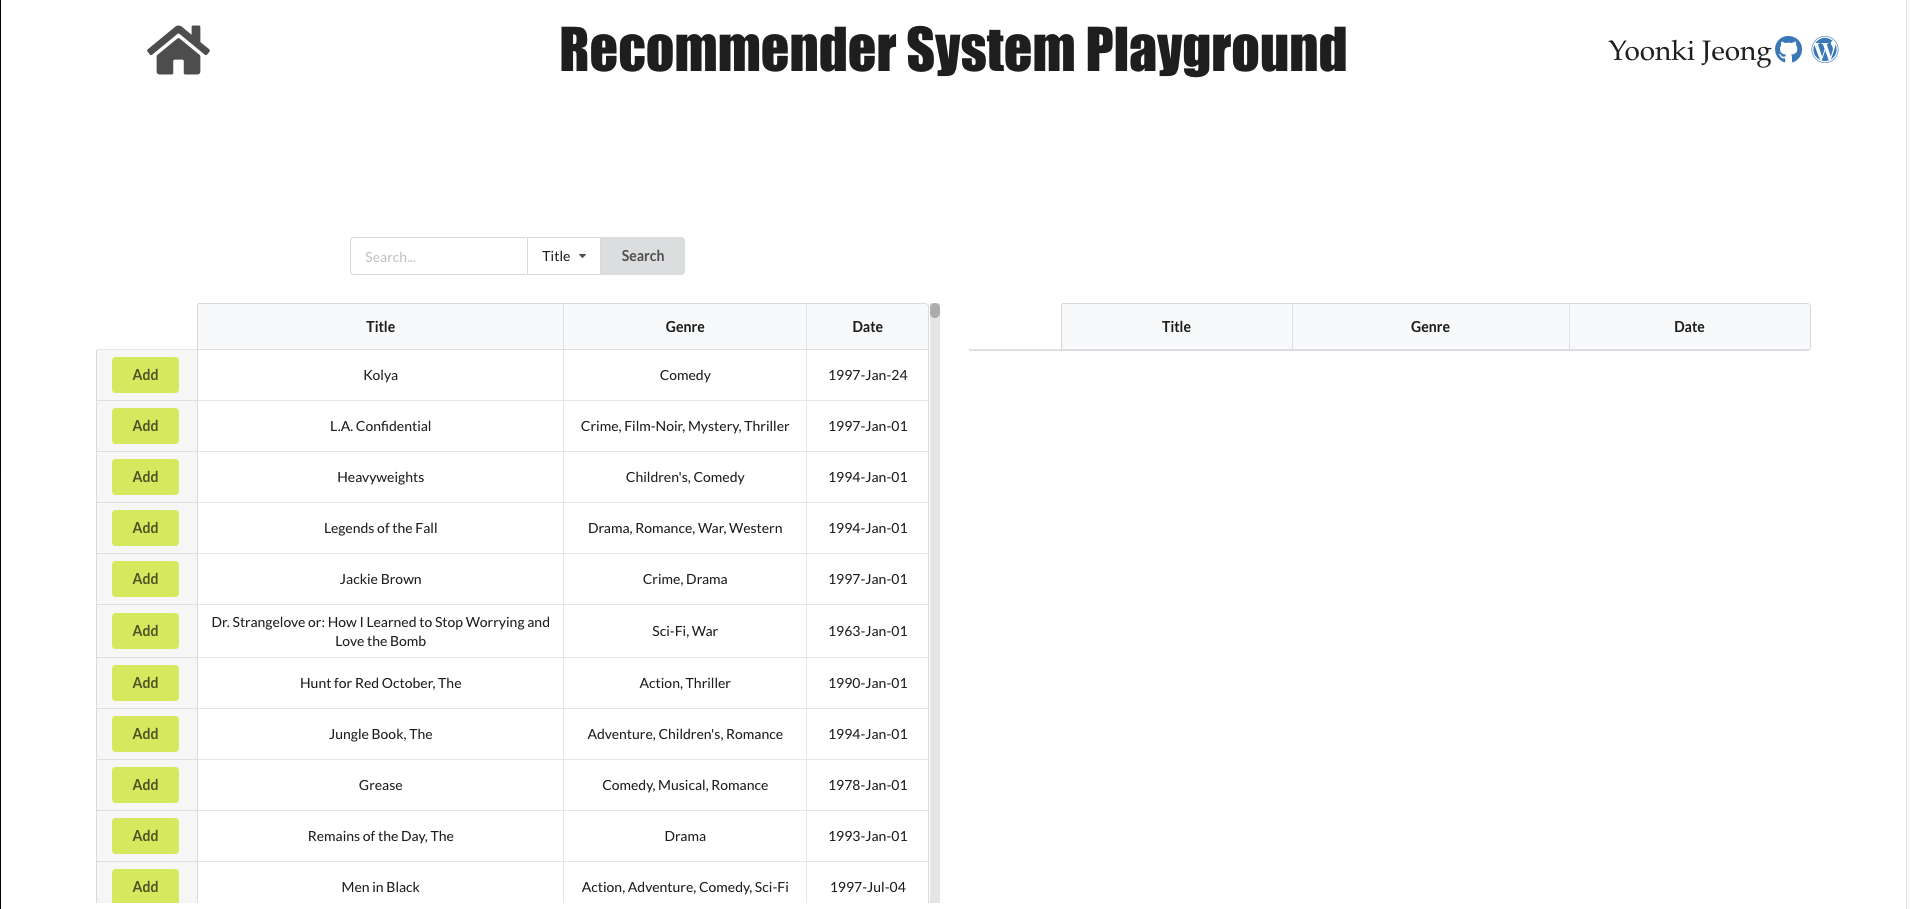 Recommender System Playground
Yoonki Jeong
Search...
Title
Search
Title Genre Date
Add Kolya Comedy 1997-Jan-24
Add L.A. Confidential Crime, Film-Noir, Mystery, Thriller 1997-Jan-01
Add Heavyweights Children's, Comedy 1994-Jan-01
Add Legends of the Fall Drama, Romance, War, Western 1994-Jan-01
Add Jackie Brown Crime, Drama 1997-Jan-01
Add Dr. Strangelove or: How I Learned to Stop Worrying and
Love the Bomb Sci-Fi, War 1963-Jan-01
Add Hunt for Red October, The Action, Thriller 1990-Jan-01
Add Jungle Book, The Adventure, Children's, Romance 1994-Jan-01
Add Grease Comedy, Musical, Romance 1978-Jan-01
Add Remains of the Day, The Drama 1993-Jan-01
Add Men in Black Action, Adventure, Comedy, Sci-Fi 1997-Jul-04
Title Genre Date